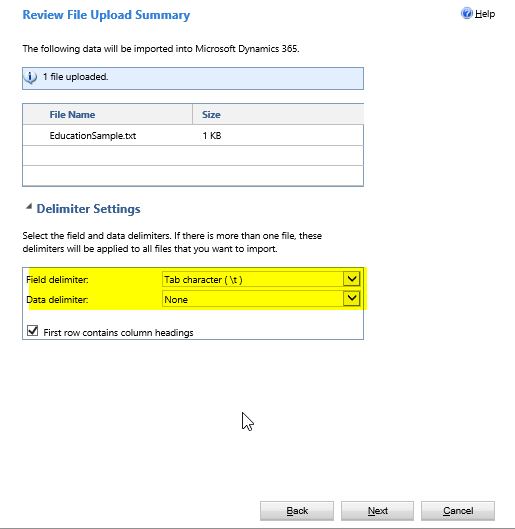 Review File Upload Summary
Help
The following data will be imported into Microsoft Dynamics 365.
1 file uploaded.
File Name Size
EducationSample.txt 1 KB
Delimiter Settings
Select the field and data delimiters. If there is more than one file, these
delimiters will be applied to all files that you want to import.
Field delimiter: Tab character ( \t )
Data delimiter: None
First row contains column headings
Back Next Cancel